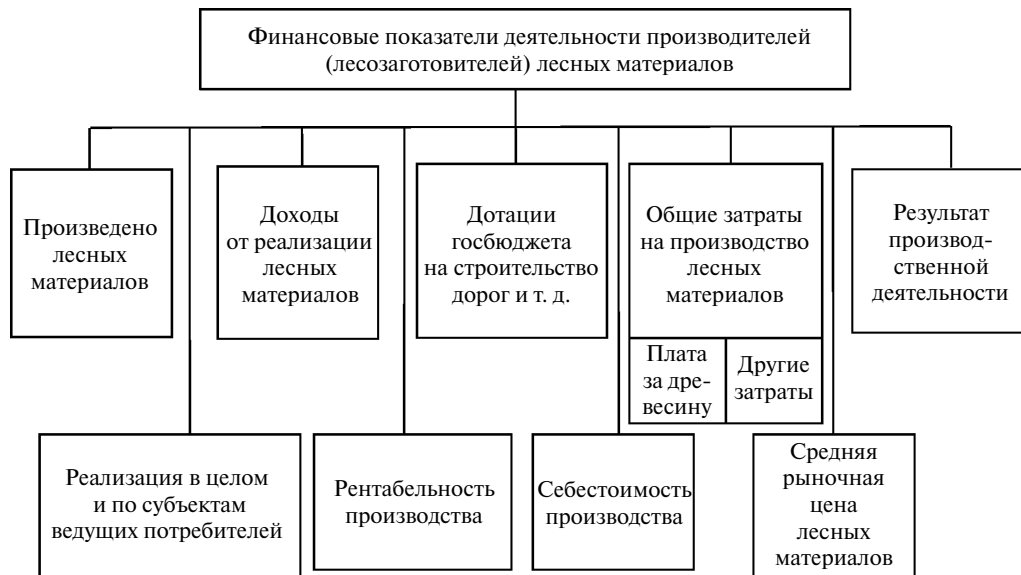 Финансовые показатели деятельности производителей
(лесозаготовителей) лесных материалов
Произведено
лесных
материалов
Доходы
от реализации
лесных
материалов
Дотации
госбюджета
на строительство
дорог и т. д.
Общие затраты
на производство
лесных
материалов
Плата
за дре-
весину
Другие
затраты
Результат
производ-
ственной
деятельности
Реализация в целом
и по субъектам
ведущих потребителей
Рентабельность
производства
Себестоимость
производства
Средняя
рыночная
цена
лесных
материалов